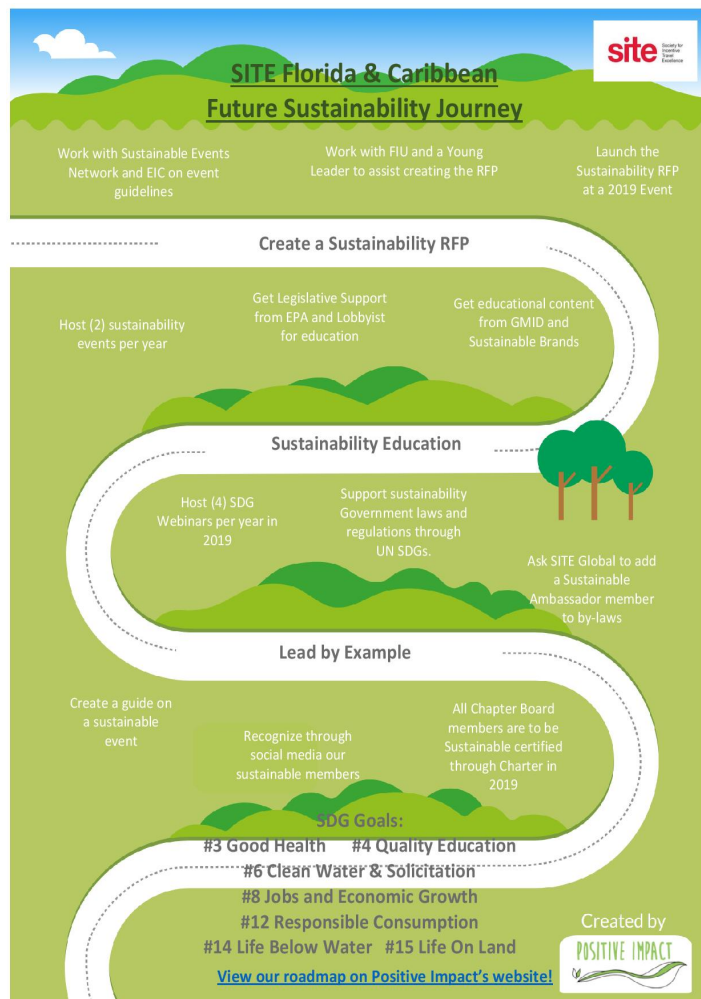 site
Society for
Incentive
Travel
Excellence
SITE Florida & Caribbean
Future Sustainability Journey
Work with Sustainable Events
Network and EIC on event
guidelines
Work with FIU and a Young
Leader to assist creating the RFP
Launch the
Sustainability RFP
at a 2019 Event
Create a Sustainability RFP
Host (2) sustainability
events per year
Get Legislative Support
from EPA and Lobbyist
for education
Get educational content
from GMID and
Sustainable Brands
Sustainability Education
Host (4) SDG
Webinars per year in
2019
Support sustainability
Government laws and
regulations through
UN SDGs.
Ask SITE Global to add
a Sustainable
Ambassador member
to by-laws
Lead by Example
Create a guide on
a sustainable
event
Recognize through
social media our
sustainable members
All Chapter Board
members are to be
Sustainable certified
through Charter in
2019
SDG Goals:
#3 Good Health #4 Quality Education
#6 Clean Water & Solicitation
#8 Jobs and Economic Growth
#12 Responsible Consumption
#14 Life Below Water #15 Life On Land
View our roadmap on Positive Impact's website!
Created by
POSITIVE IMPACT